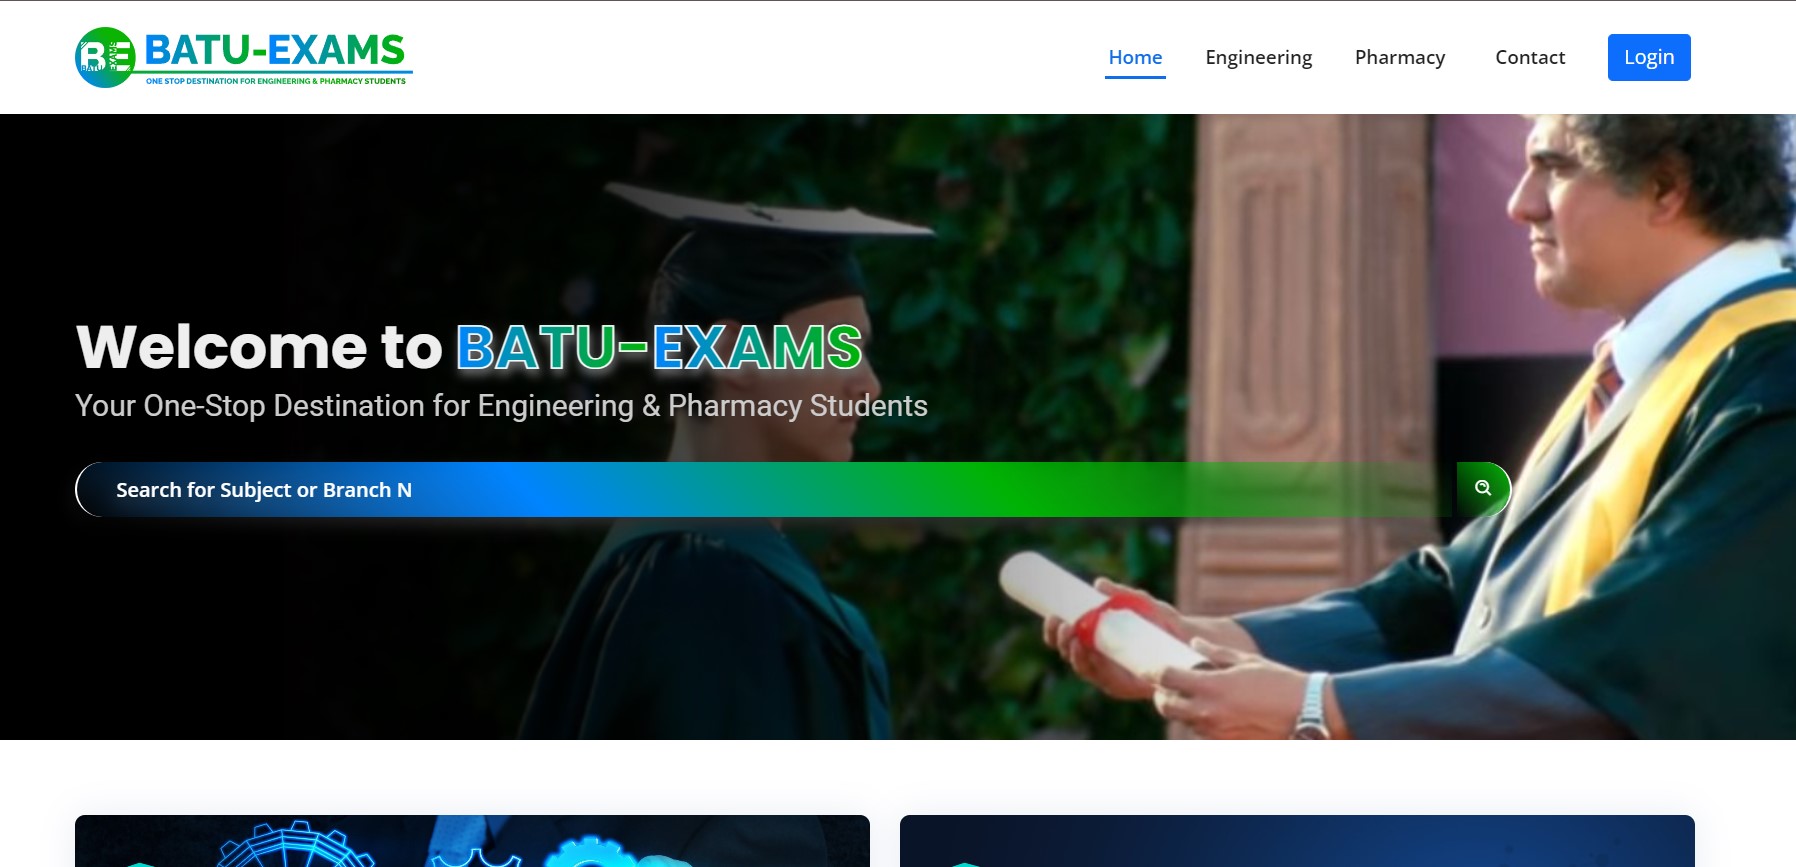 BE
BATU-EXAMS
ONE STOP DESTINATION FOR ENGINEERING & PHARMACY STUDENTS
Home
Engineering
Pharmacy
Contact
Login
Welcome to BATU-EXAMS
Your One-Stop Destination for Engineering & Pharmacy Students
Search for Subject or Branch N